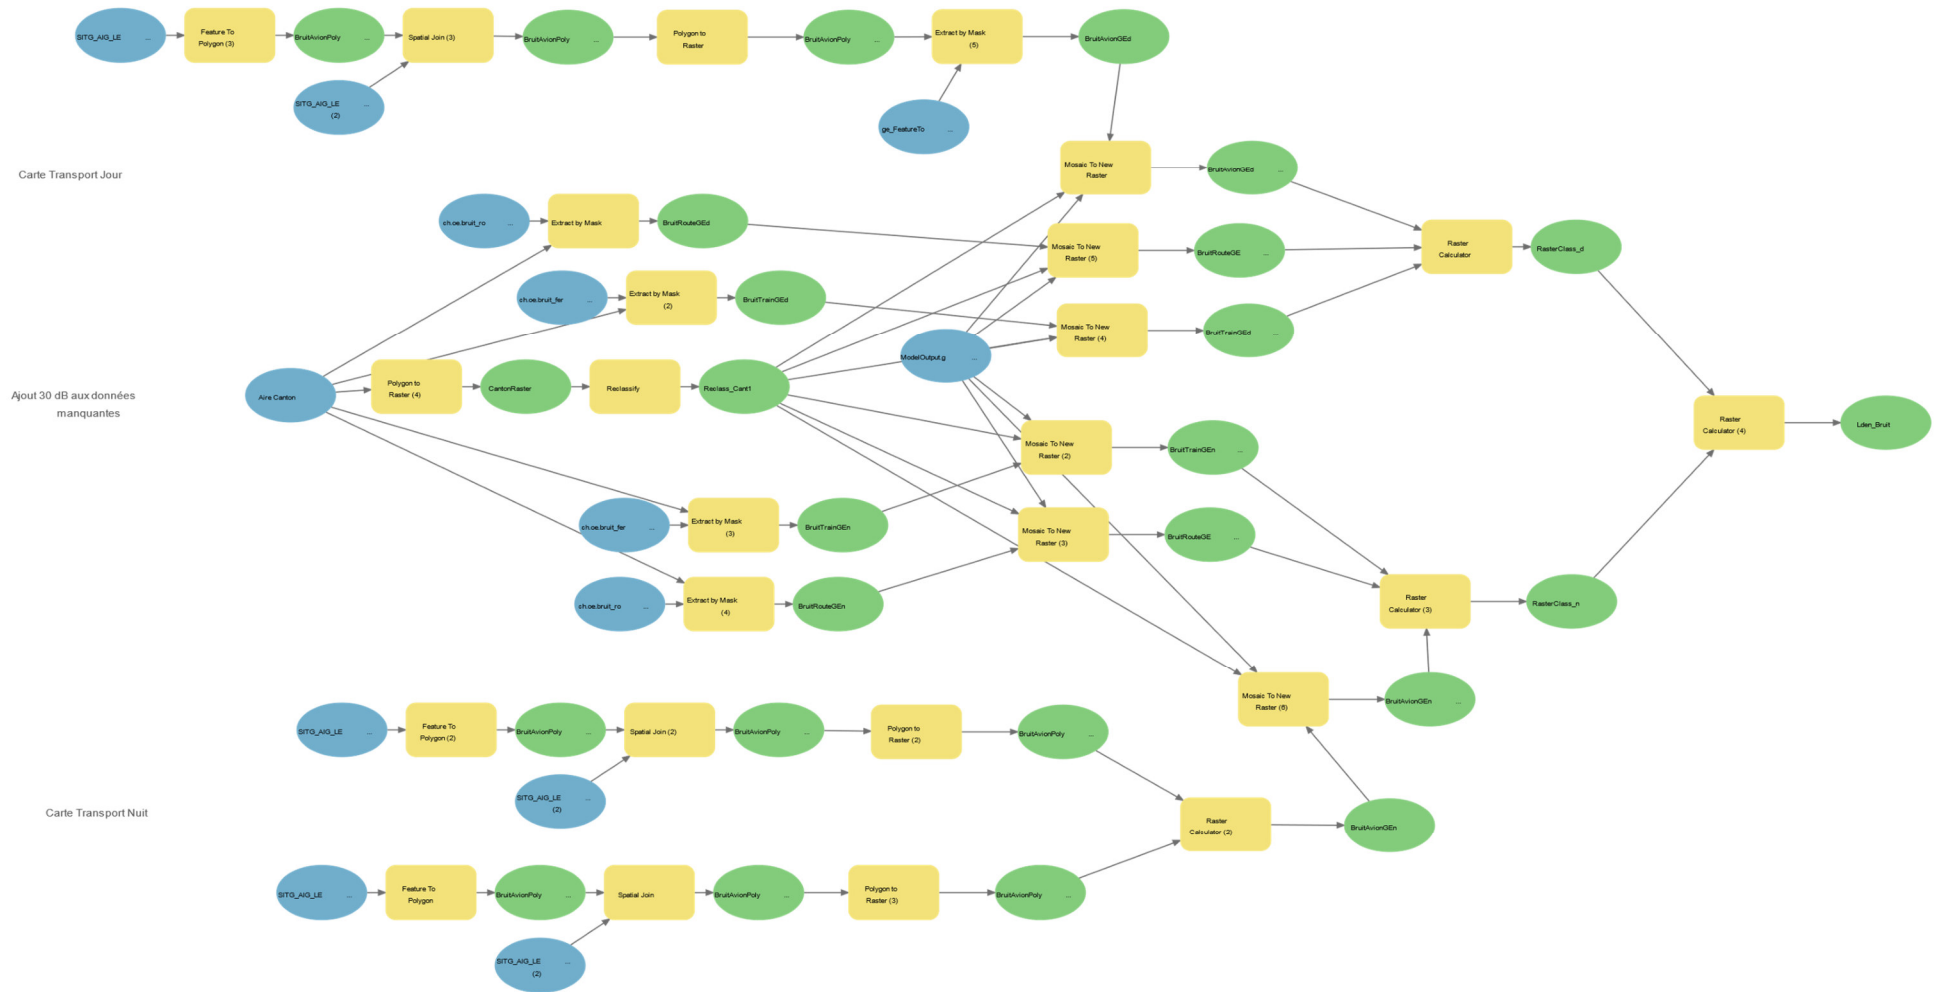 SITG_AIG_LE ...
Feature To
Polygon (3)
BruitAvionPoly ...
Spatial Join (3)
BruitAvionPoly ...
Polygon to
Raster
BruitAvionPoly ...
Extract by Mask
(5)
BruitAvionGEd
SITG_AIG_LE ...
(2)
ge_FeatureTo ...
Carte Transport Jour
Mosaic To New
Raster
BruitAvionGEd ...
ch.oe.bruit_ro ...
Extract by Mask
BruitRouteGEd
Mosaic To New
Raster (5)
BruitRouteGE ...
Raster
Calculator
RasterClass_d
ch.oe.bruit_fer ...
Extract by Mask
(2)
BruitTrainGEd
Mosaic To New
Raster (4)
BruitTrainGEd ...
ModelOutput.g ...
Ajout 30 dB aux données
manquantes
Aire Canton
Polygon to
Raster (4)
CantonRaster
Reclassify
Reclass_Cant1
Mosaic To New
Raster (2)
BruitTrainGEn ...
Raster
Calculator (4)
Lden_Bruit
ch.oe.bruit_fer ...
Extract by Mask
(3)
BruitTrainGEn
Mosaic To New
Raster (3)
BruitRouteGE ...
ch.oe.bruit_ro ...
Extract by Mask
(4)
BruitRouteGEn
Raster
Calculator (3)
RasterClass_n
Mosaic To New
Raster (6)
BruitAvionGEn ...
SITG_AIG_LE ...
Feature To
Polygon (2)
BruitAvionPoly ...
Spatial Join (2)
BruitAvionPoly ...
Polygon to
Raster (2)
BruitAvionPoly ...
SITG_AIG_LE ...
(2)
Carte Transport Nuit
Raster
Calculator (2)
BruitAvionGEn
SITG_AIG_LE ...
Feature To
Polygon
BruitAvionPoly ...
Spatial Join
BruitAvionPoly ...
Polygon to
Raster (3)
BruitAvionPoly ...
SITG_AIG_LE ...
(2)